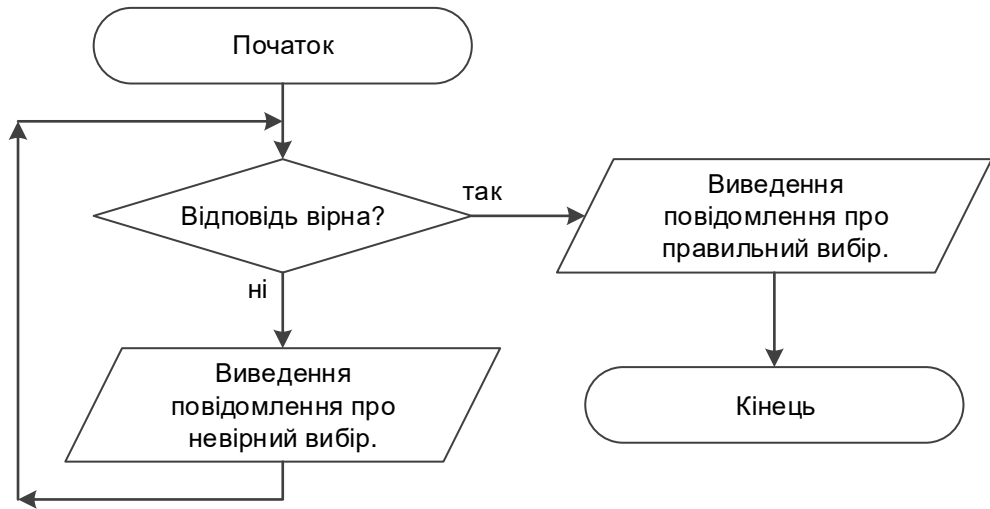 Початок
Відповідь вірна?
так
Виведення
повідомлення про
правильний вибір.
ні
Виведення
повідомлення про
невірний вибір.
Кінець